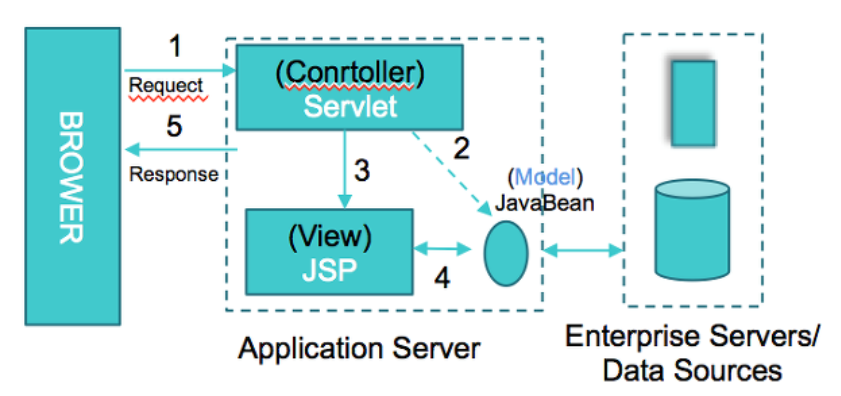 1
Requect
BROWER
5
Response
(Conrtoller)
Servlet
2
3
(Model)
JavaBean
(View)
JSP
4
Application Server
Enterprise Servers/
Data Sources